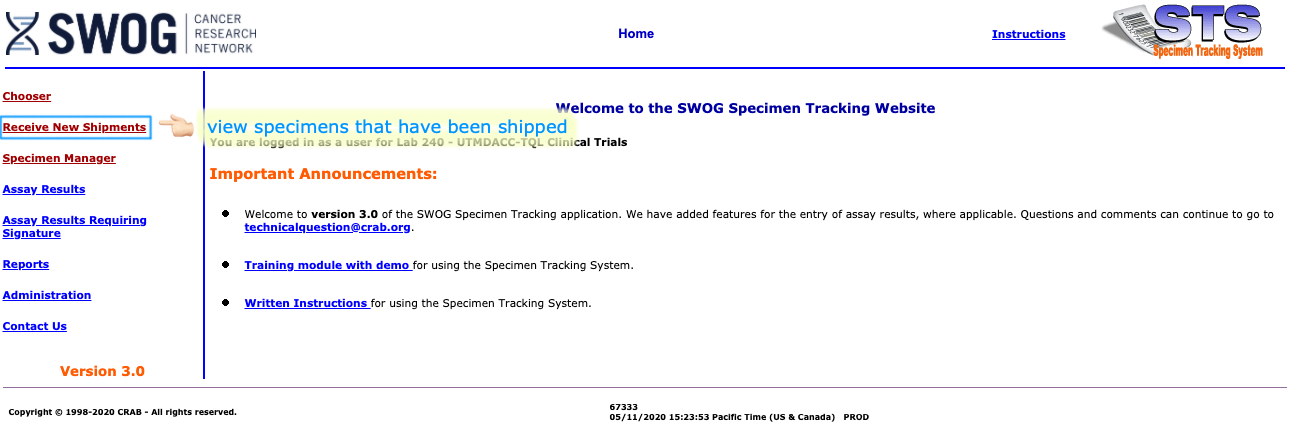 SWOG
CANCER
RESEARCH
NETWORK
Home
Instructions
STS
Specimen Tracking System
Chooser
Receive New Shipments
Specimen Manager
Assay Results
Assay Results Requiring
Signature
Reports
Administration
Contact Us
Version 3.0
Welcome to the SWOG Specimen Tracking Website
view specimens that have been shipped
You are logged in as a user for Lab 240 - UTMDACC-TQL Clinical Trials
Important Announcements:
Welcome to version 3.0 of the SWOG Specimen Tracking application. We have added features for the entry of assay results, where applicable. Questions and comments can continue to go to
technicalquestion@crab.org.
Training module with demo for using the Specimen Tracking System.
Written Instructions for using the Specimen Tracking System.
Copyright © 1998-2020 CRAB - All rights reserved.
67333
05/11/2020 15:23:53 Pacific Time (US & Canada) PROD